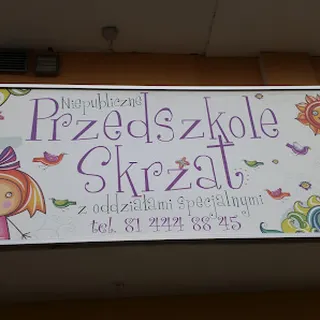 Niepubliczne
Przedszkole
Skrzat
z oddziałami specjalnymi
tel. 81 444 88 45